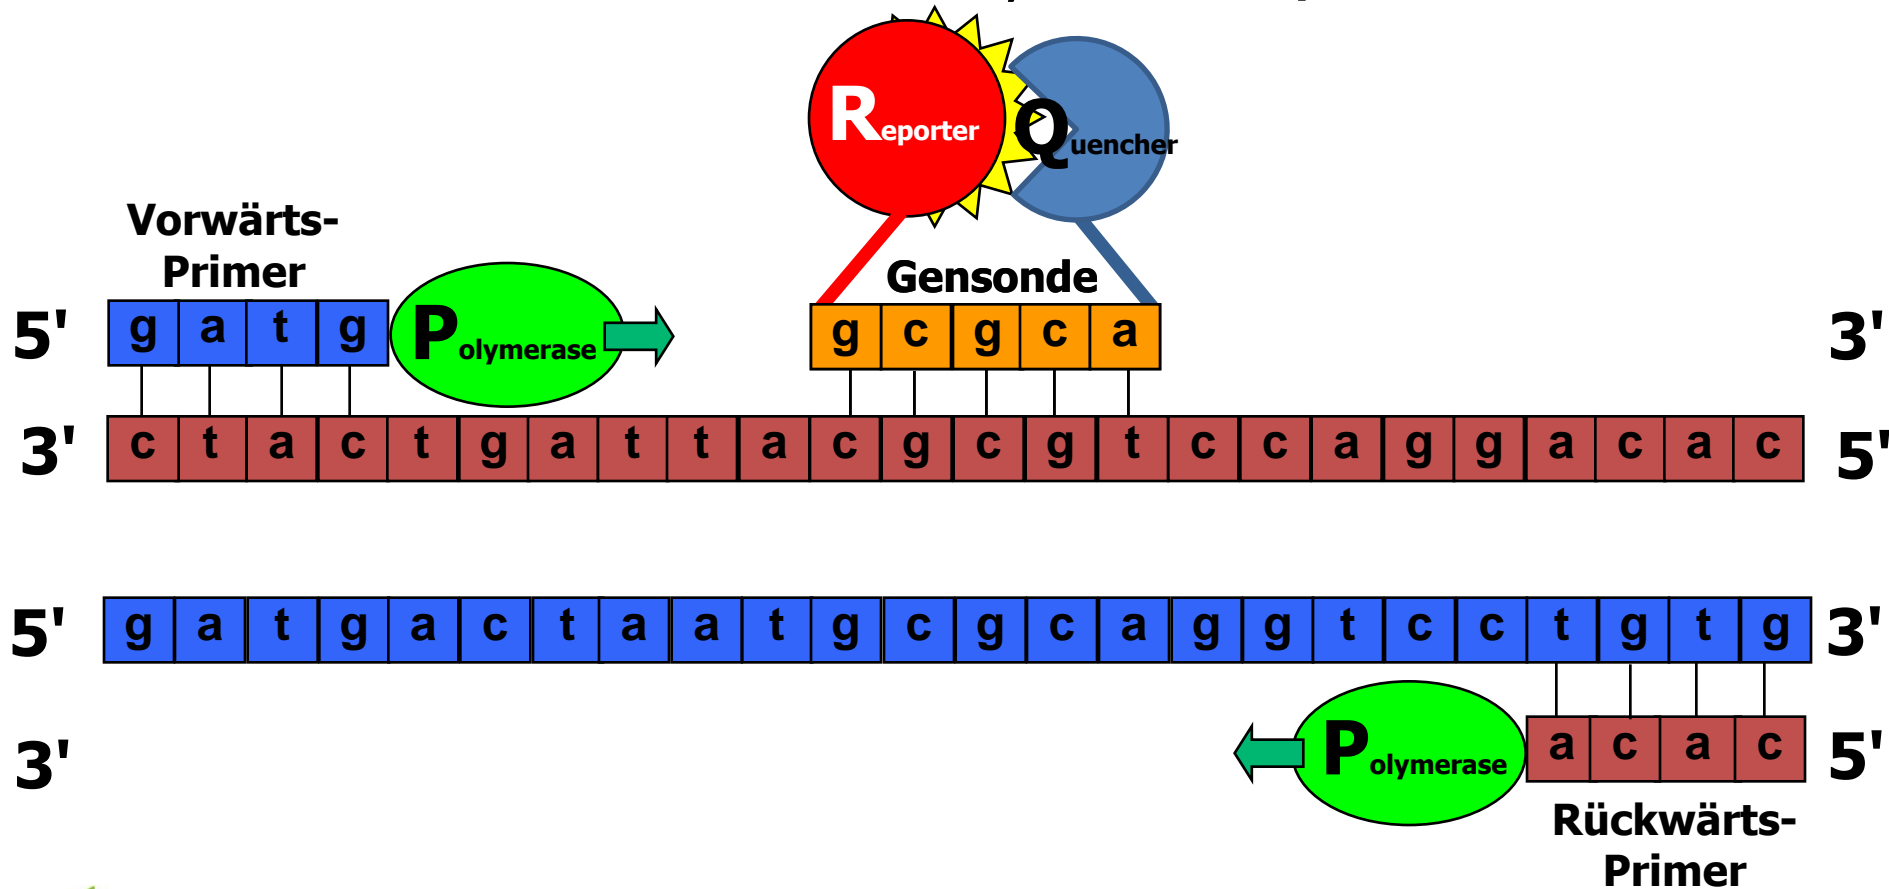 Reporter
Quencher
Vorwärts-
Primer
Gensonde
5' g a t g Polymerase g c g c a 3'
3' c t a c t g a t t a c g c g t c c a g g a c a c 5'
5' g a t g a c t a a t g c g c a g g t c c t g t g 3'
3' Polymerase a c a c 5'
Rückwärts-
Primer